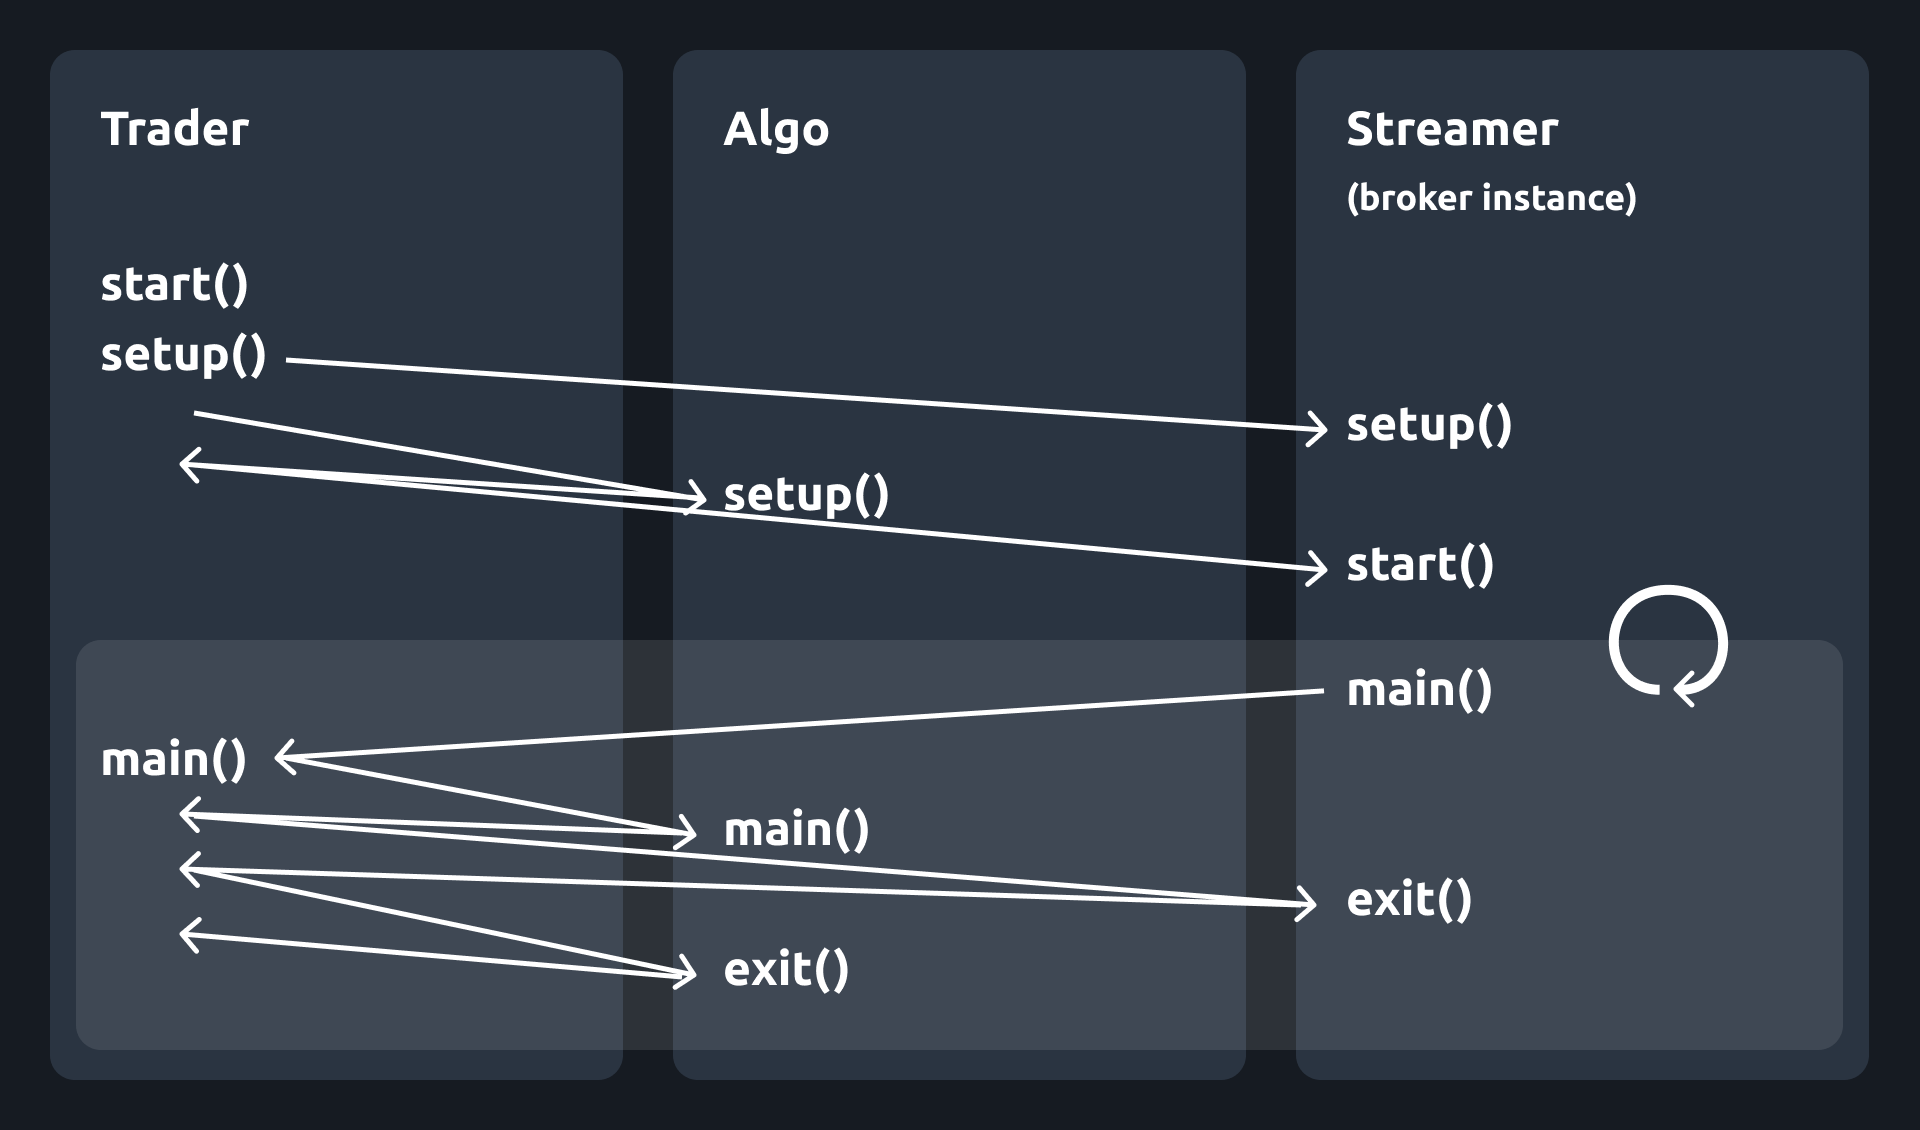 Trader
start()
setup()
main()
Algo
setup()
main()
exit()
Streamer
(broker instance)
setup()
start()
main()
exit()